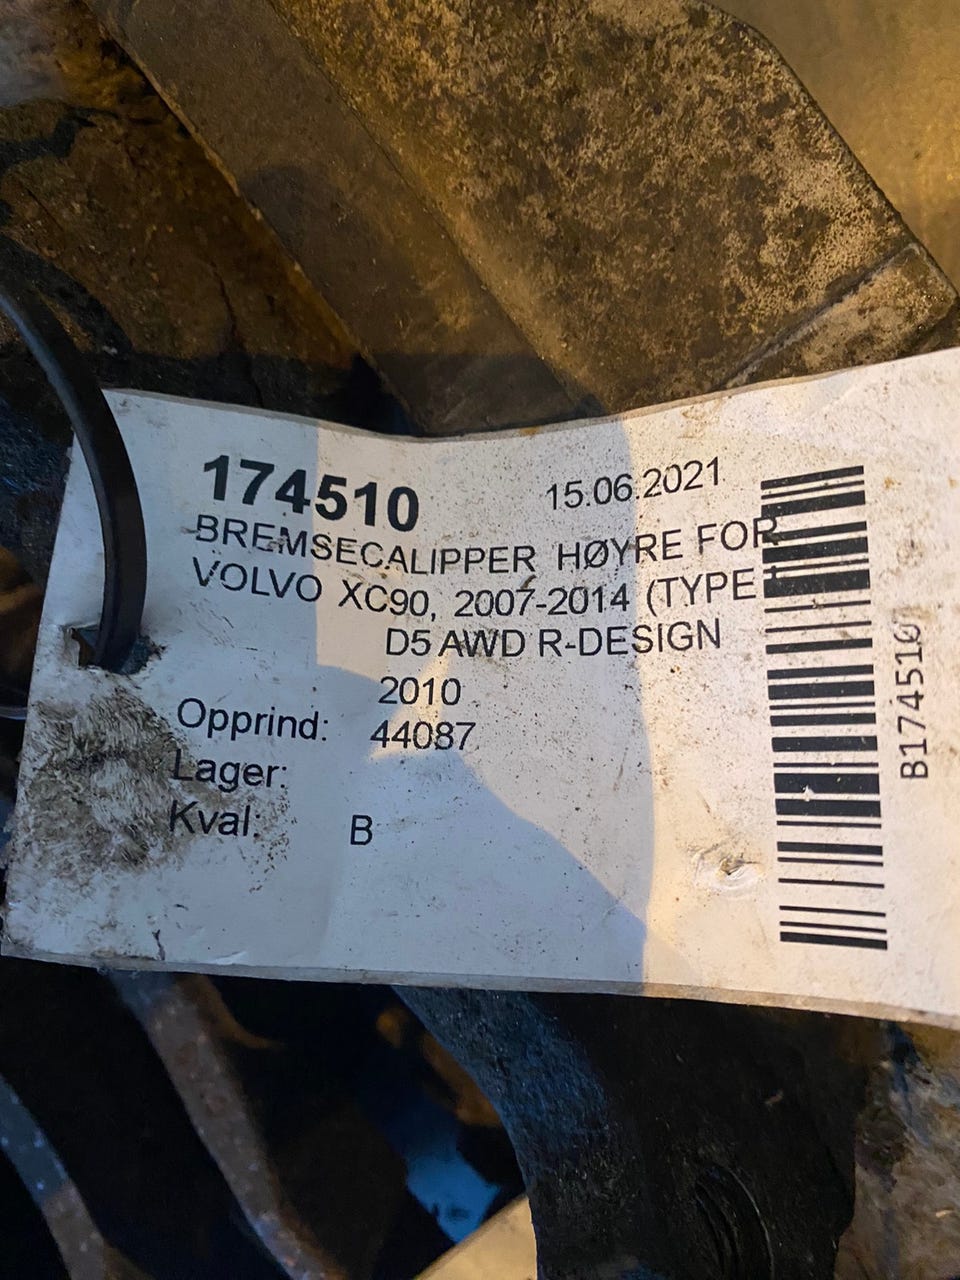 174510 15.06.2021
BREMSECALIPPER HØYRE FOR
VOLVO XC90, 2007-2014 (TYPE
D5 AWD R-DESIGN
2010
Opprind: 44087
Lager:
Kval: B
B174510